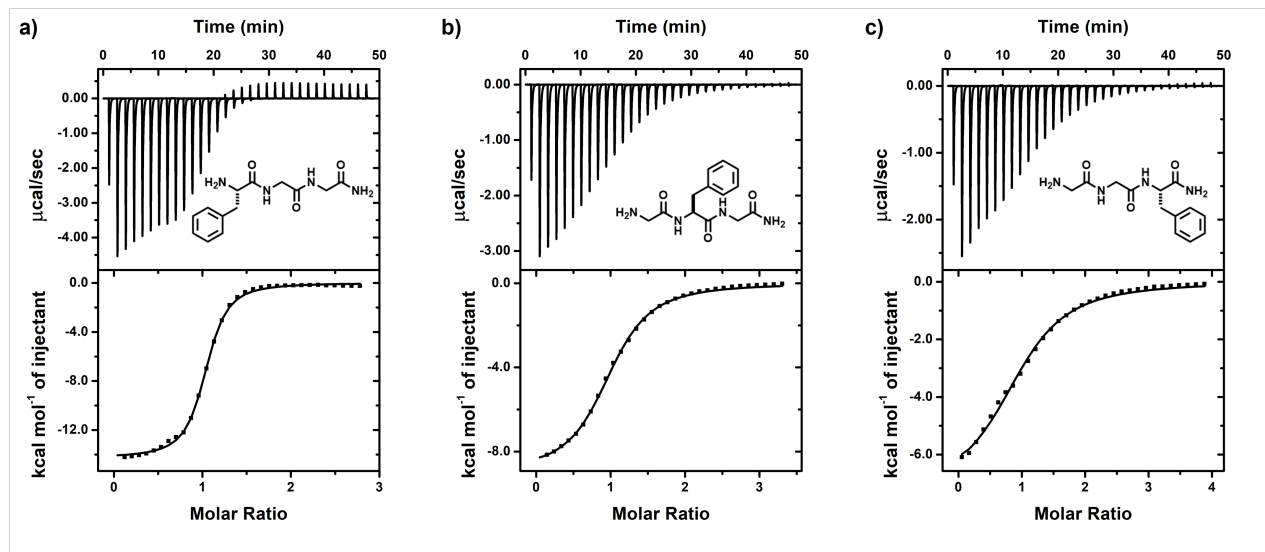 a)
Time (min)
0 10 20 30 40 50
0.00
-1.00
-2.00
-3.00
-4.00
μcal/sec
H₂N
O
N
H
O
H
N
O
NH₂
0.0
-4.0
-8.0
-12.0
kcal mol⁻¹ of injectant
0 1 2 3
Molar Ratio
b)
Time (min)
0 10 20 30 40 50
0.00
-1.00
-2.00
-3.00
μcal/sec
H₂N
O
N
H
O
H
N
O
NH₂
0.0
-4.0
-8.0
kcal mol⁻¹ of injectant
0 1 2 3
Molar Ratio
c)
Time (min)
0 10 20 30 40 50
0.00
-1.00
-2.00
μcal/sec
H₂N
O
N
H
O
H
N
O
NH₂
0.0
-2.0
-4.0
-6.0
kcal mol⁻¹ of injectant
0 1 2 3 4
Molar Ratio